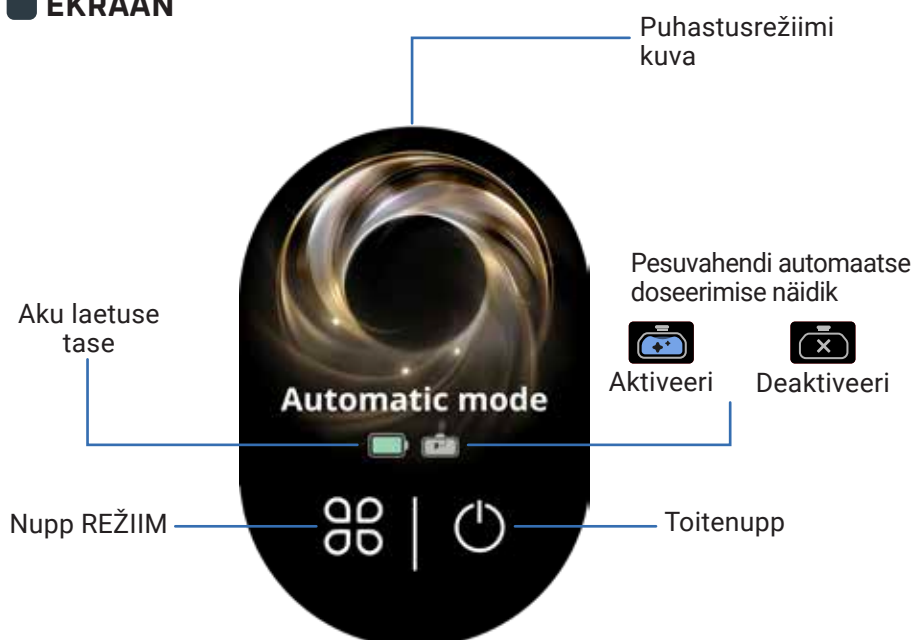 EKRAAN
Puhastusrežiimi
kuva
Pesuvahendi automaatse
doseerimise näidik
Aktiveeri
Deaktiveeri
Aku laetuse
tase
Automatic mode
Nupp REŽIIM
Toitenupp